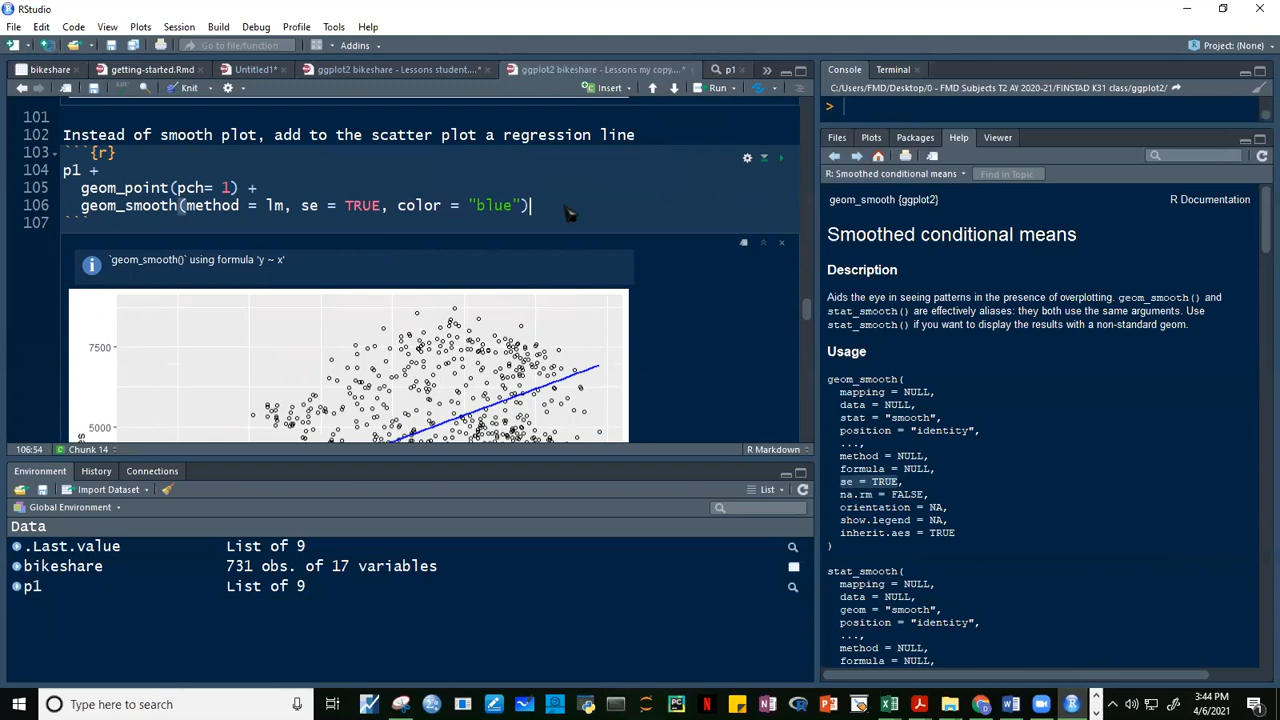 RStudio
File Edit Code View Plots Session Build Debug Profile Tools Help
Go to file/function Addins Project: (None)
bikeshare getting-started.Rmd Untitled1* ggplot2 bikeshare - Lessons student....* ggplot2 bikeshare - Lessons my copy....* p1
Knit Insert Run
101
102 Instead of smooth plot, add to the scatter plot a regression line
103 ```{r}
104 p1 +
105 geom_point(pch= 1) +
106 geom_smooth(method = lm, se = TRUE, color = "blue")
107 ```
`geom_smooth()` using formula 'y ~ x'
7500
5000
106:54 Chunk 14 R Markdown
Environment History Connections
Import Dataset List
Global Environment
Data
.Last.value List of 9
bikeshare 731 obs. of 17 variables
p1 List of 9
Console Terminal
C:/Users/FMD/Desktop/0 - FMD Subjects T2 AY 2020-21/FINSTAD K31 class/ggplot2/
>
Files Plots Packages Help Viewer
R: Smoothed conditional means Find in Topic
geom_smooth {ggplot2} R Documentation
Smoothed conditional means
Description
Aids the eye in seeing patterns in the presence of overplotting. geom_smooth() and
stat_smooth() are effectively aliases: they both use the same arguments. Use
stat_smooth() if you want to display the results with a non-standard geom.
Usage
geom_smooth(
mapping = NULL,
data = NULL,
stat = "smooth",
position = "identity",
...,
method = NULL,
formula = NULL,
se = TRUE,
na.rm = FALSE,
orientation = NA,
show.legend = NA,
inherit.aes = TRUE
)
stat_smooth(
mapping = NULL,
data = NULL,
geom = "smooth",
position = "identity",
...,
method = NULL,
formula = NULL,
Type here to search
3:44 PM
4/6/2021